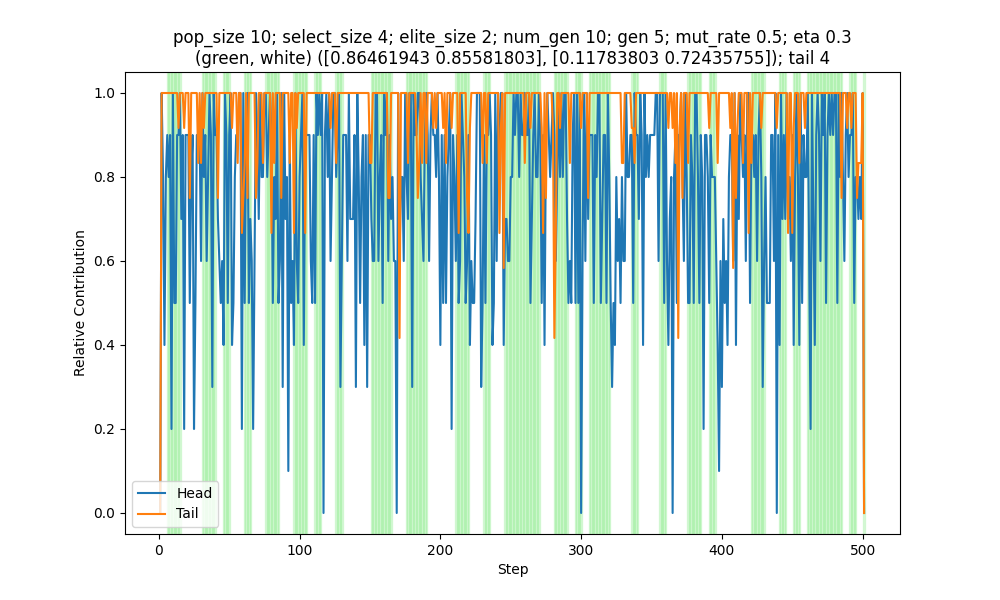 pop_size 10; select_size 4; elite_size 2; num_gen 10; gen 5; mut_rate 0.5; eta 0.3
(green, white) ([0.86461943 0.85581803], [0.11783803 0.72435755]); tail 4
1.0
0.8
0.6
0.4
0.2
0.0
Relative Contribution
Head
Tail
0
100
200
300
400
500
Step